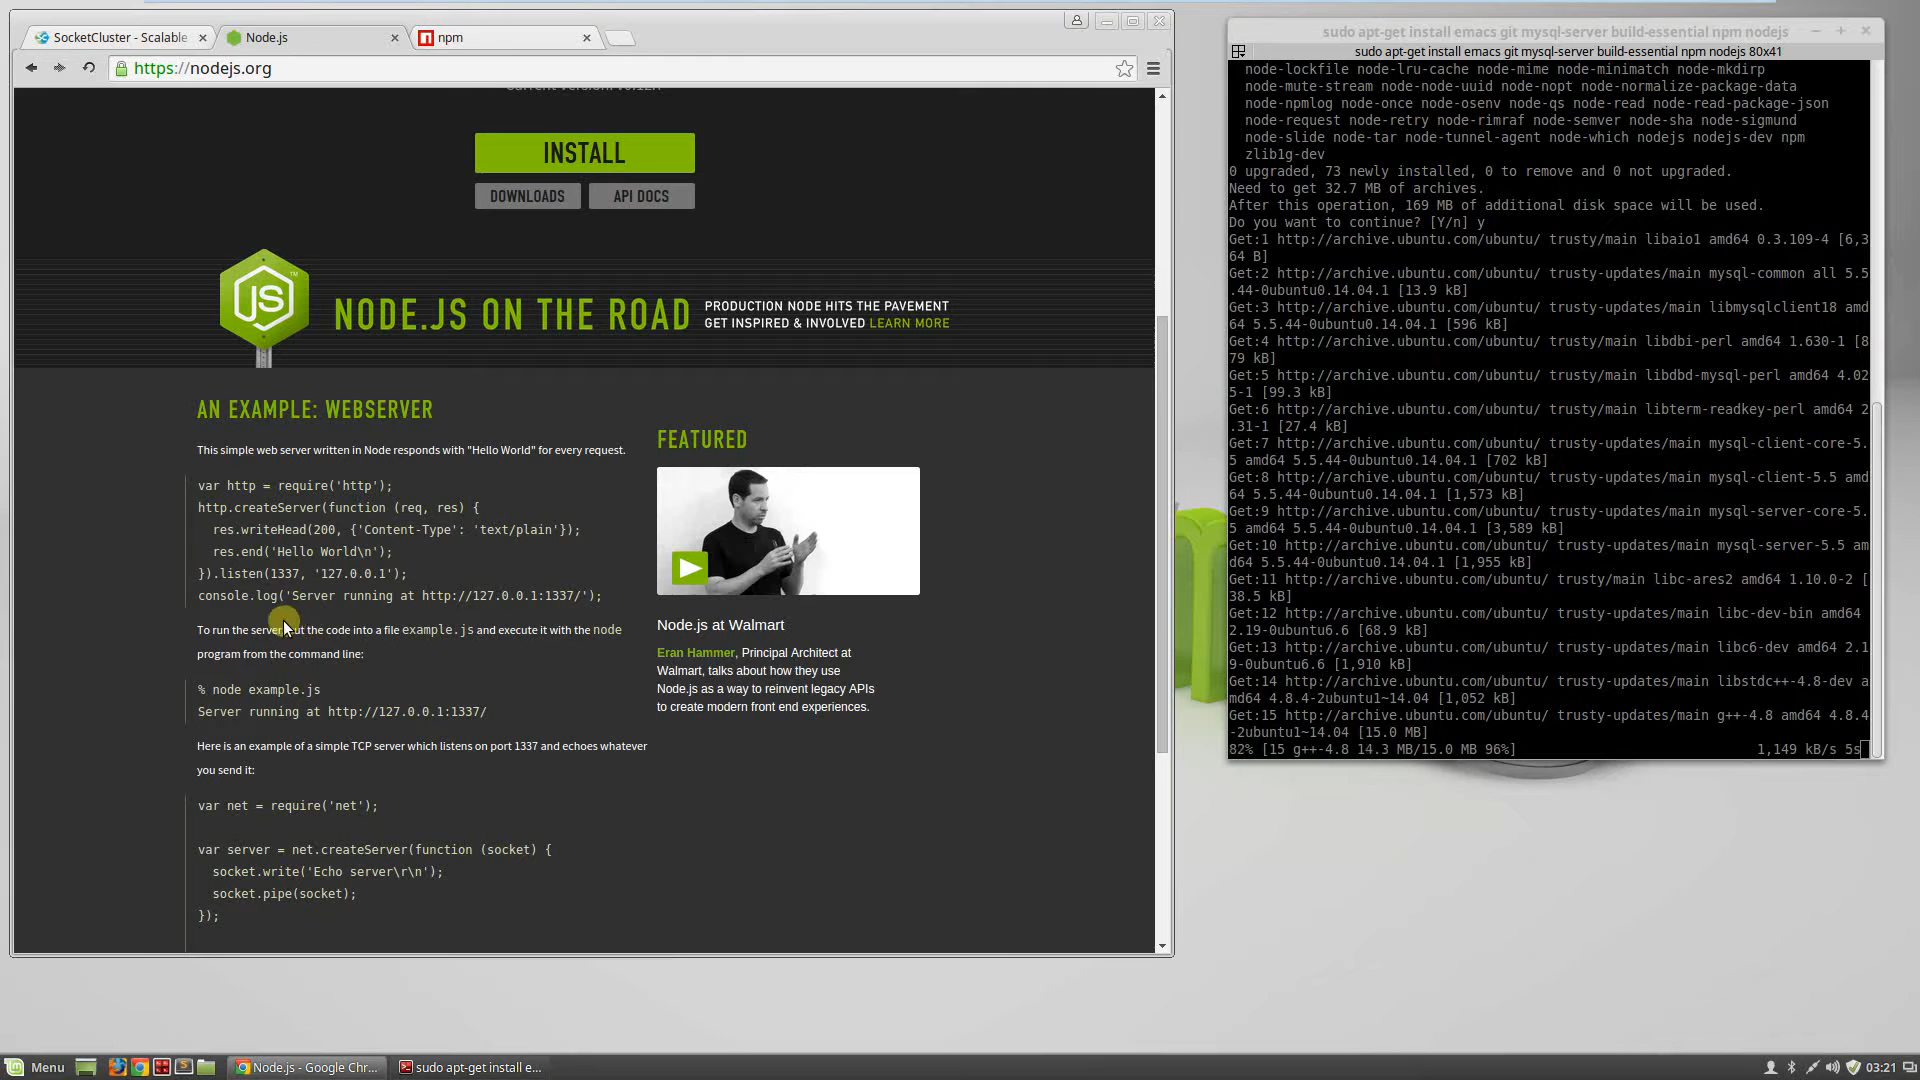 SocketCluster - Scalable
Node.js
npm
https://nodejs.org
INSTALL
DOWNLOADS
API DOCS
JS
TM
NODE.JS ON THE ROAD
PRODUCTION NODE HITS THE PAVEMENT
GET INSPIRED & INVOLVED LEARN MORE
AN EXAMPLE: WEBSERVER
This simple web server written in Node responds with "Hello World" for every request.
var http = require('http');
http.createServer(function (req, res) {
  res.writeHead(200, {'Content-Type': 'text/plain'});
  res.end('Hello World\n');
}).listen(1337, '127.0.0.1');
console.log('Server running at http://127.0.0.1:1337/');
To run the server, put the code into a file example.js and execute it with the node
program from the command line:
% node example.js
Server running at http://127.0.0.1:1337/
Here is an example of a simple TCP server which listens on port 1337 and echoes whatever
you send it:
var net = require('net');
var server = net.createServer(function (socket) {
  socket.write('Echo server\r\n');
  socket.pipe(socket);
});
FEATURED
Node.js at Walmart
Eran Hammer, Principal Architect at
Walmart, talks about how they use
Node.js as a way to reinvent legacy APIs
to create modern front end experiences.
sudo apt-get install emacs git mysql-server build-essential npm nodejs
sudo apt-get install emacs git mysql-server build-essential npm nodejs 80x41
node-lockfile node-lru-cache node-mime node-minimatch node-mkdirp
node-mute-stream node-node-uuid node-nopt node-normalize-package-data
node-npmlog node-once node-osenv node-qs node-read node-read-package-json
node-request node-retry node-rimraf node-semver node-sha node-sigmund
node-slide node-tar node-tunnel-agent node-which nodejs nodejs-dev npm
zlib1g-dev
0 upgraded, 73 newly installed, 0 to remove and 0 not upgraded.
Need to get 32.7 MB of archives.
After this operation, 169 MB of additional disk space will be used.
Do you want to continue? [Y/n] y
Get:1 http://archive.ubuntu.com/ubuntu/ trusty/main libaio1 amd64 0.3.109-4 [6,3
64 B]
Get:2 http://archive.ubuntu.com/ubuntu/ trusty-updates/main mysql-common all 5.5
.44-0ubuntu0.14.04.1 [13.9 kB]
Get:3 http://archive.ubuntu.com/ubuntu/ trusty-updates/main libmysqlclient18 amd
64 5.5.44-0ubuntu0.14.04.1 [596 kB]
Get:4 http://archive.ubuntu.com/ubuntu/ trusty/main libdbi-perl amd64 1.630-1 [8
79 kB]
Get:5 http://archive.ubuntu.com/ubuntu/ trusty/main libdbd-mysql-perl amd64 4.02
5-1 [99.3 kB]
Get:6 http://archive.ubuntu.com/ubuntu/ trusty/main libterm-readkey-perl amd64 2
.31-1 [27.4 kB]
Get:7 http://archive.ubuntu.com/ubuntu/ trusty-updates/main mysql-client-core-5.
5 amd64 5.5.44-0ubuntu0.14.04.1 [702 kB]
Get:8 http://archive.ubuntu.com/ubuntu/ trusty-updates/main mysql-client-5.5 amd
64 5.5.44-0ubuntu0.14.04.1 [1,573 kB]
Get:9 http://archive.ubuntu.com/ubuntu/ trusty-updates/main mysql-server-core-5.
5 amd64 5.5.44-0ubuntu0.14.04.1 [3,589 kB]
Get:10 http://archive.ubuntu.com/ubuntu/ trusty-updates/main mysql-server-5.5 am
d64 5.5.44-0ubuntu0.14.04.1 [1,955 kB]
Get:11 http://archive.ubuntu.com/ubuntu/ trusty/main libc-ares2 amd64 1.10.0-2 [
38.5 kB]
Get:12 http://archive.ubuntu.com/ubuntu/ trusty-updates/main libc-dev-bin amd64
2.19-0ubuntu6.6 [68.9 kB]
Get:13 http://archive.ubuntu.com/ubuntu/ trusty-updates/main libc6-dev amd64 2.1
9-0ubuntu6.6 [1,910 kB]
Get:14 http://archive.ubuntu.com/ubuntu/ trusty-updates/main libstdc++-4.8-dev a
md64 4.8.4-2ubuntu1~14.04 [1,052 kB]
Get:15 http://archive.ubuntu.com/ubuntu/ trusty-updates/main g++-4.8 amd64 4.8.4
-2ubuntu1~14.04 [15.0 MB]
82% [15 g++-4.8 14.3 MB/15.0 MB 96%] 1,149 kB/s 5s
Menu
Node.js - Google Chr...
sudo apt-get install e...
03:21